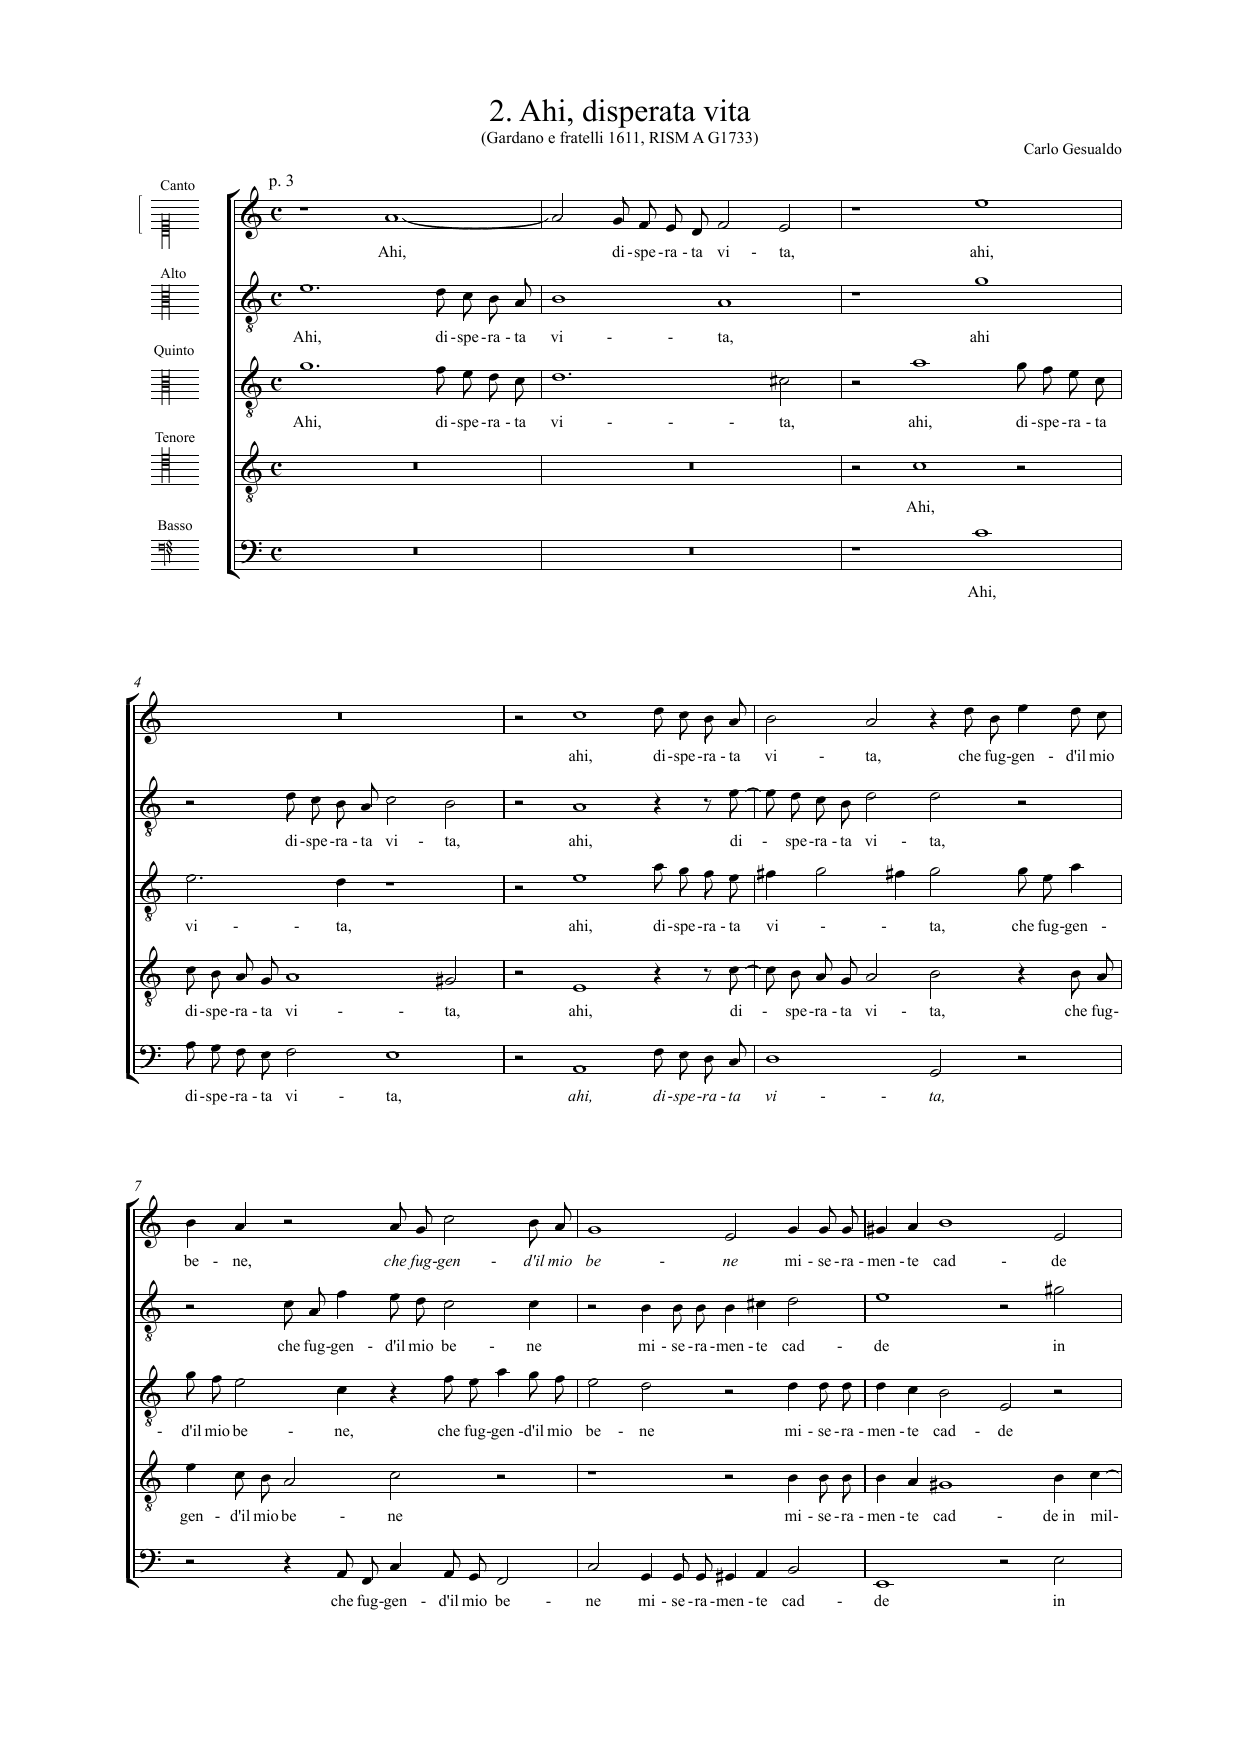 2. Ahi, disperata vita
(Gardano e fratelli 1611, RISM A G1733)
Carlo Gesualdo
Canto
p. 3
Ahi, di - spe - ra - ta vi - ta, ahi,
Alto
8
Ahi, di - spe - ra - ta vi - - ta, ahi
Quinto
8
Ahi, di - spe - ra - ta vi - - - ta, ahi, di - spe - ra - ta
Tenore
8
Ahi,
Basso
Ahi,
4
ahi, di - spe - ra - ta vi - ta, che fug - gen - d'il mio
8
di - spe - ra - ta vi - ta, ahi, di - spe - ra - ta vi - ta,
8
vi - - ta, ahi, di - spe - ra - ta vi - - ta, che fug - gen -
8
di - spe - ra - ta vi - - ta, ahi, di - spe - ra - ta vi - ta, che fug-
di - spe - ra - ta vi - ta, ahi, di - spe - ra - ta vi - - ta,
7
be - ne, che fug - gen - d'il mio be - ne mi - se - ra - men - te cad - de
8
che fug - gen - d'il mio be - ne mi - se - ra - men - te cad - de in
8
- d'il mio be - ne, che fug - gen - d'il mio be - ne mi - se - ra - men - te cad - de
8
gen - d'il mio be - ne mi - se - ra - men - te cad - de in mil-
che fug - gen - d'il mio be - ne mi - se - ra - men - te cad - de in